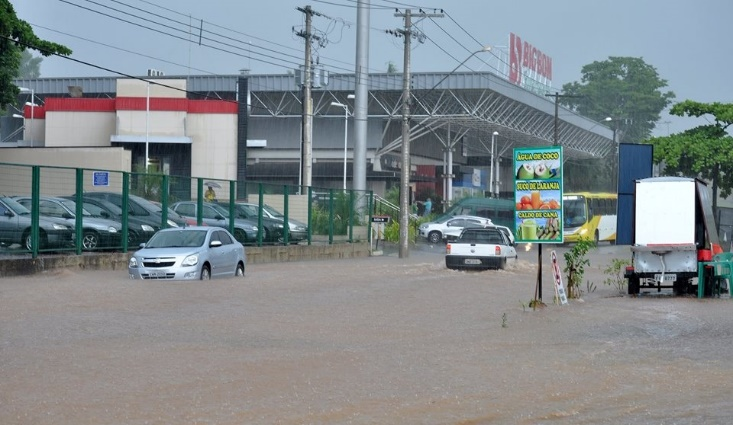 BIG BOM
ÁGUA DE COCO
SUCO DE LARANJA
CALDO DE CANA